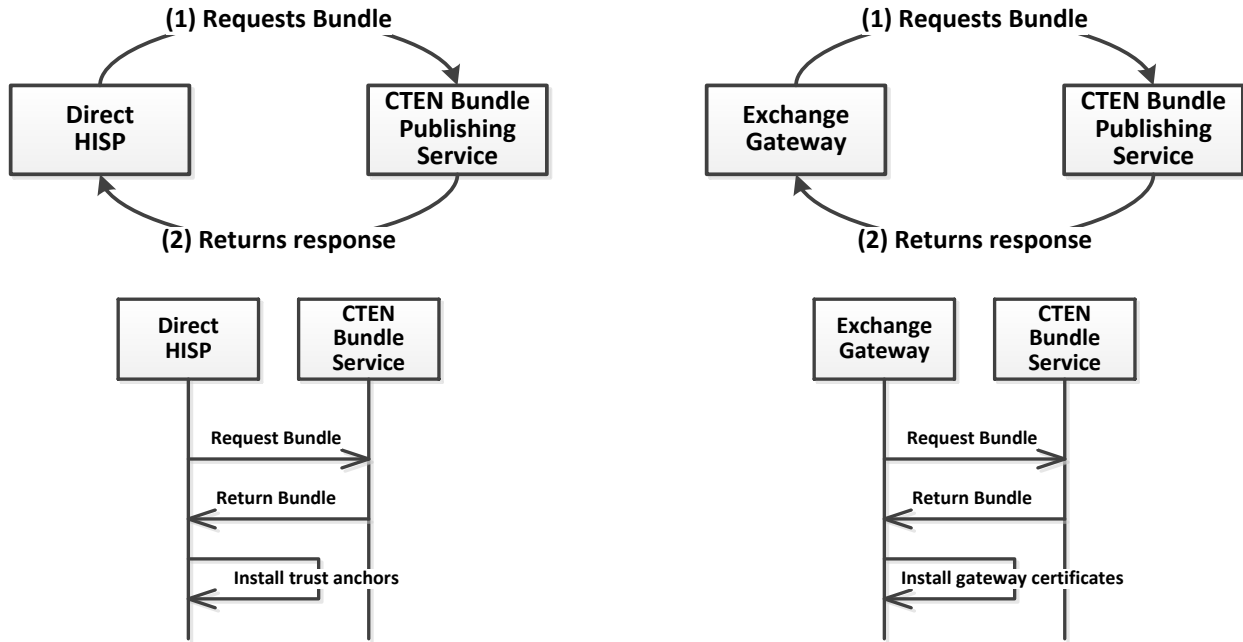 (1) Requests Bundle
Direct
HISP
CTEN Bundle
Publishing
Service
(2) Returns response
(1) Requests Bundle
Exchange
Gateway
CTEN Bundle
Publishing
Service
(2) Returns response
Direct
HISP
CTEN
Bundle
Service
Request Bundle
Return Bundle
Install trust anchors
Exchange
Gateway
CTEN
Bundle
Service
Request Bundle
Return Bundle
Install gateway certificates